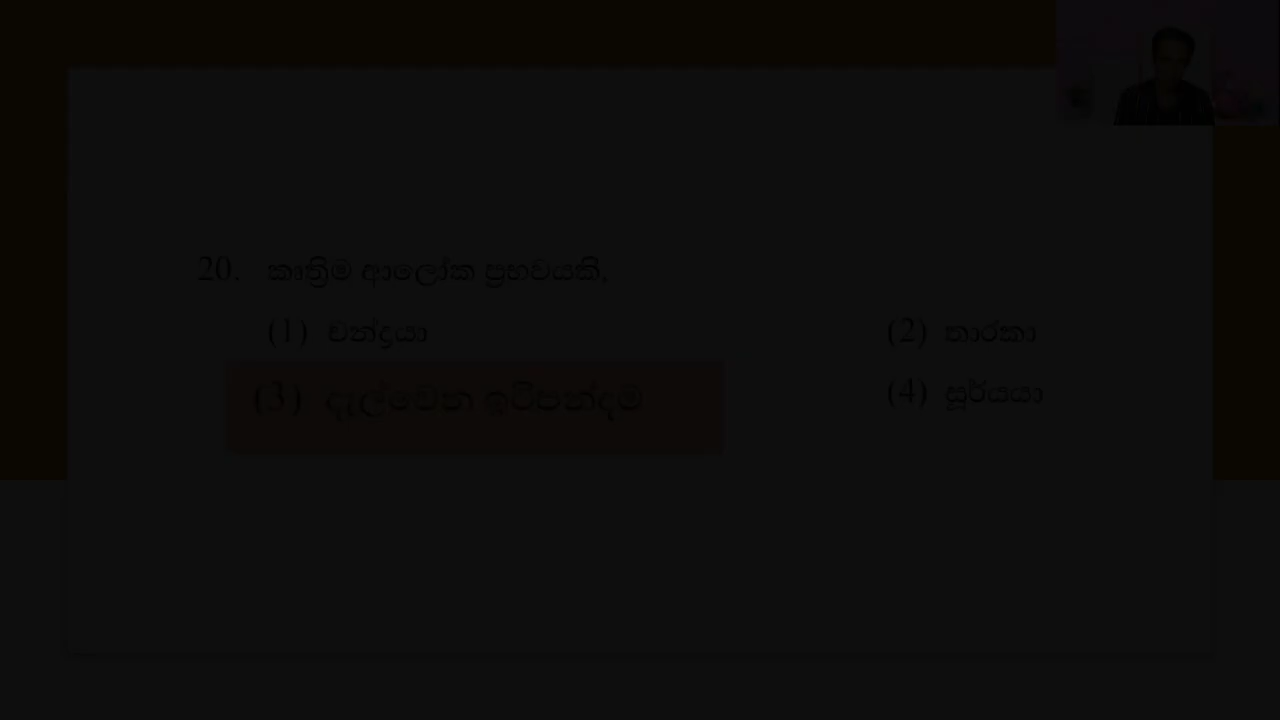 20. කෘත්‍රිම ආලෝක ප්‍රභවයකි,
(1) චන්ද්‍රයා (2) තාරකා
(3) දැල්වෙන ඉටිපන්දම (4) සූර්යයා